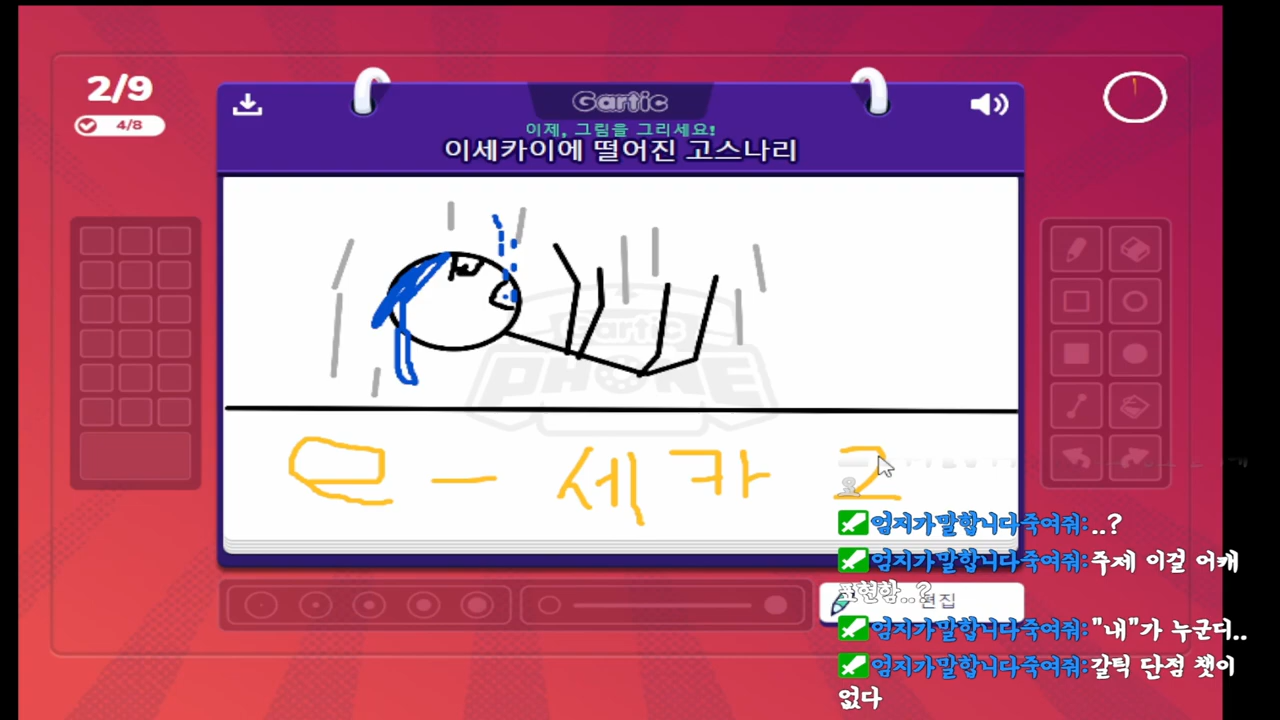 2/9
4/8
Gartic
이제, 그림을 그리세요!
이세카이에 떨어진 고스나리
Gartic
PHONE
으 - 세 카 고
요
엄지가말합니다죽여줘:..?
엄지가말합니다죽여줘:주제 이걸 어캐
표현함..?
편집
엄지가말합니다죽여줘:"내"가 누군디..
엄지가말합니다죽여줘:갈틱 단점 챗이
없다